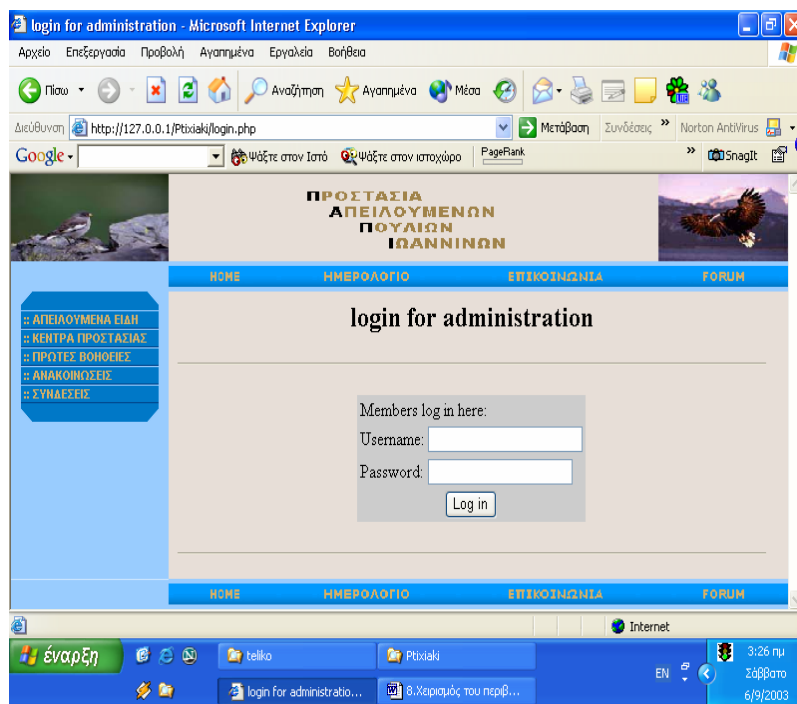 login for administration - Microsoft Internet Explorer
Αρχείο Επεξεργασία Προβολή Αγαπημένα Εργαλεία Βοήθεια
Πίσω Αναζήτηση Αγαπημένα Μέσα
Διεύθυνση http://127.0.0.1/Ptixiaki/login.php Μετάβαση Συνδέσεις » Norton AntiVirus
Google Ψάξτε στον Ιστό Ψάξτε στον ιστοχώρο PageRank » SnagIt
ΠΡΟΣΤΑΣΙΑ
ΑΠΕΙΛΟΥΜΕΝΩΝ
ΠΟΥΛΙΩΝ
ΙΩΑΝΝΙΝΩΝ
HOME ΗΜΕΡΟΛΟΓΙΟ ΕΠΙΚΟΙΝΩΝΙΑ FORUM
:: ΑΠΕΙΛΟΥΜΕΝΑ ΕΙΔΗ
:: ΚΕΝΤΡΑ ΠΡΟΣΤΑΣΙΑΣ
:: ΠΡΩΤΕΣ ΒΟΗΘΕΙΕΣ
:: ΑΝΑΚΟΙΝΩΣΕΙΣ
:: ΣΥΝΔΕΣΕΙΣ
login for administration
Members log in here:
Username:
Password:
Log in
HOME ΗΜΕΡΟΛΟΓΙΟ ΕΠΙΚΟΙΝΩΝΙΑ FORUM
Internet
έναρξη teliko Ptixiaki 3:26 πμ
EN Σάββατο
login for administratio... 8.Χειρισμός του περιβ... 6/9/2003